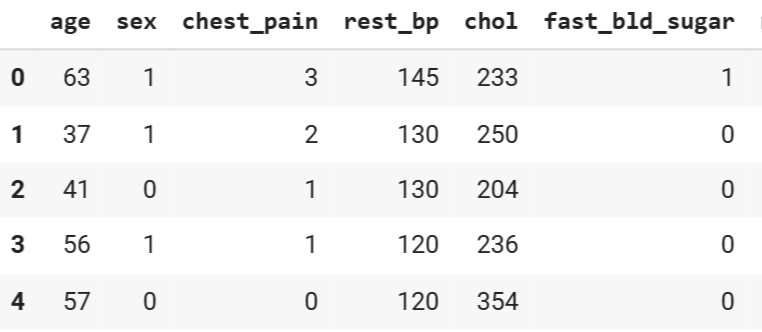 age sex chest_pain rest_bp chol fast_bld_sugar
0 63 1 3 145 233 1
1 37 1 2 130 250 0
2 41 0 1 130 204 0
3 56 1 1 120 236 0
4 57 0 0 120 354 0